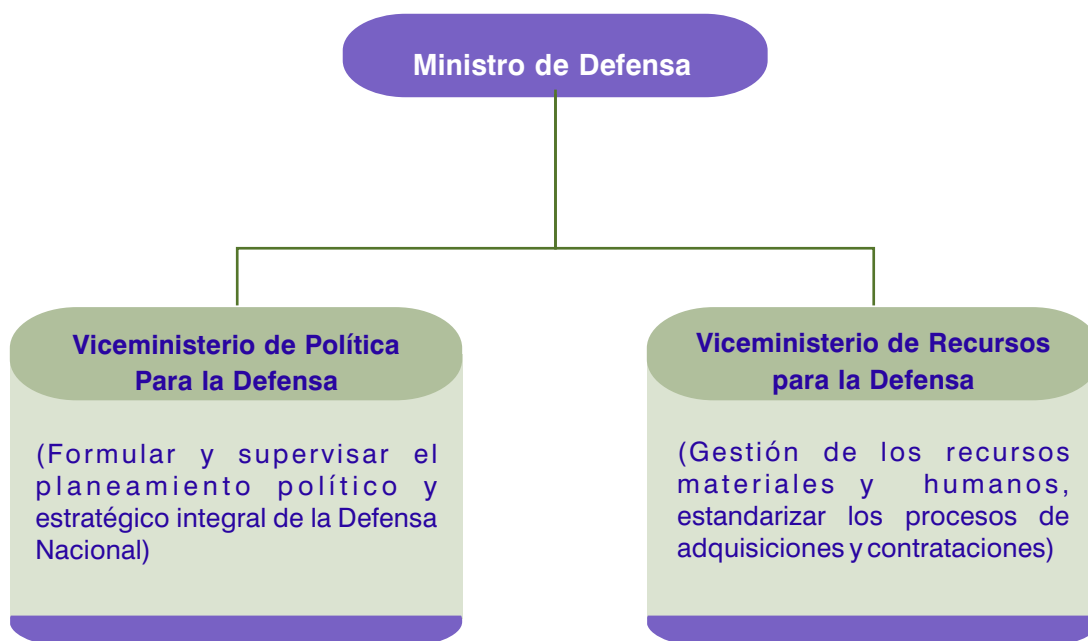 Ministro de Defensa
Viceministerio de Política
Para la Defensa
(Formular y supervisar el
planeamiento político y
estratégico integral de la Defensa
Nacional)
Viceministerio de Recursos
para la Defensa
(Gestión de los recursos
materiales y humanos,
estandarizar los procesos de
adquisiciones y contrataciones)